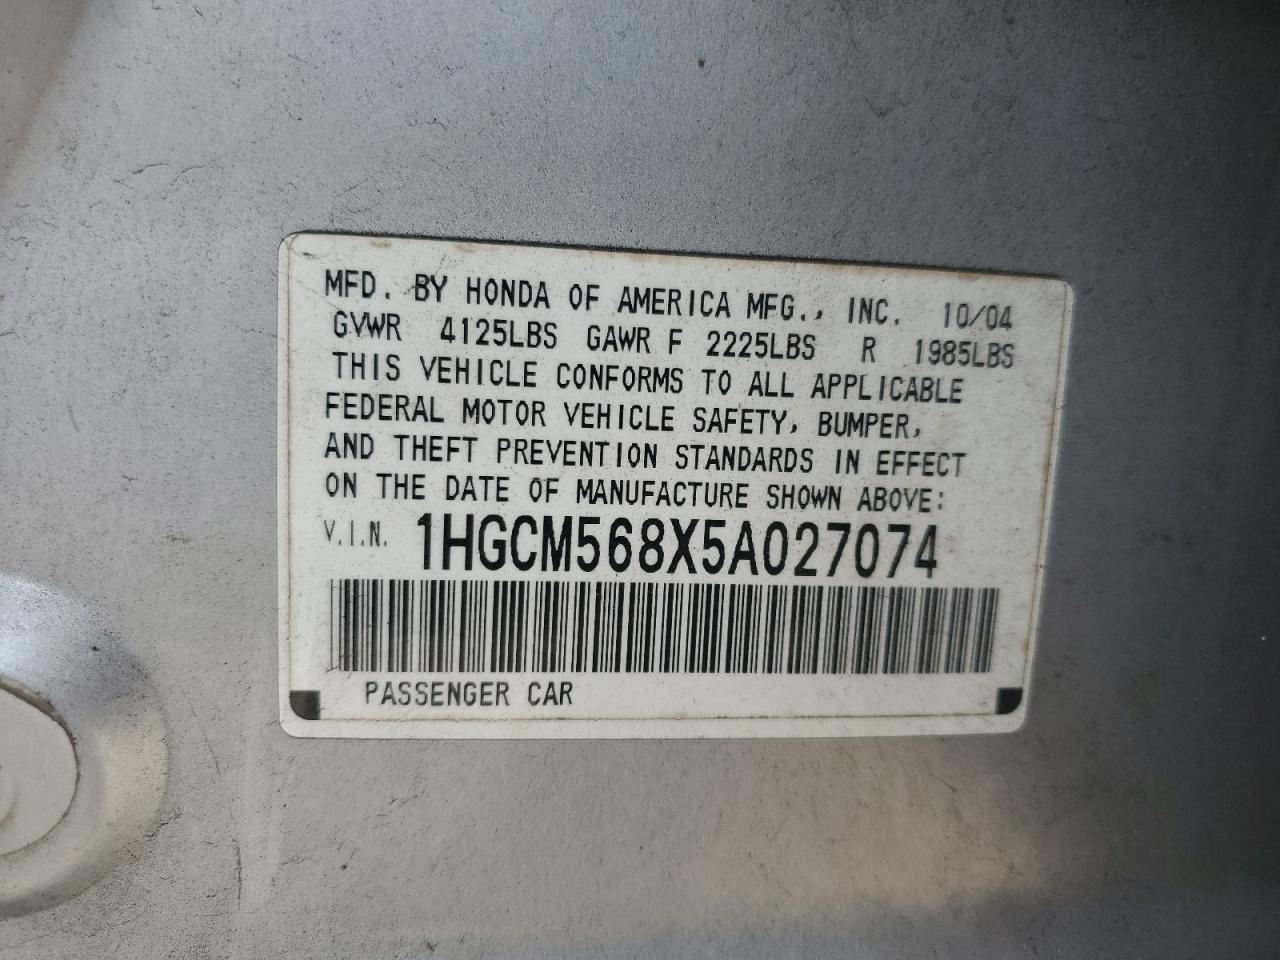 MFD. BY HONDA OF AMERICA MFG., INC. 10/04
GVWR 4125LBS GAWR F 2225LBS R 1985LBS
THIS VEHICLE CONFORMS TO ALL APPLICABLE
FEDERAL MOTOR VEHICLE SAFETY, BUMPER,
AND THEFT PREVENTION STANDARDS IN EFFECT
ON THE DATE OF MANUFACTURE SHOWN ABOVE:
V.I.N. 1HGCM568X5A027074
PASSENGER CAR